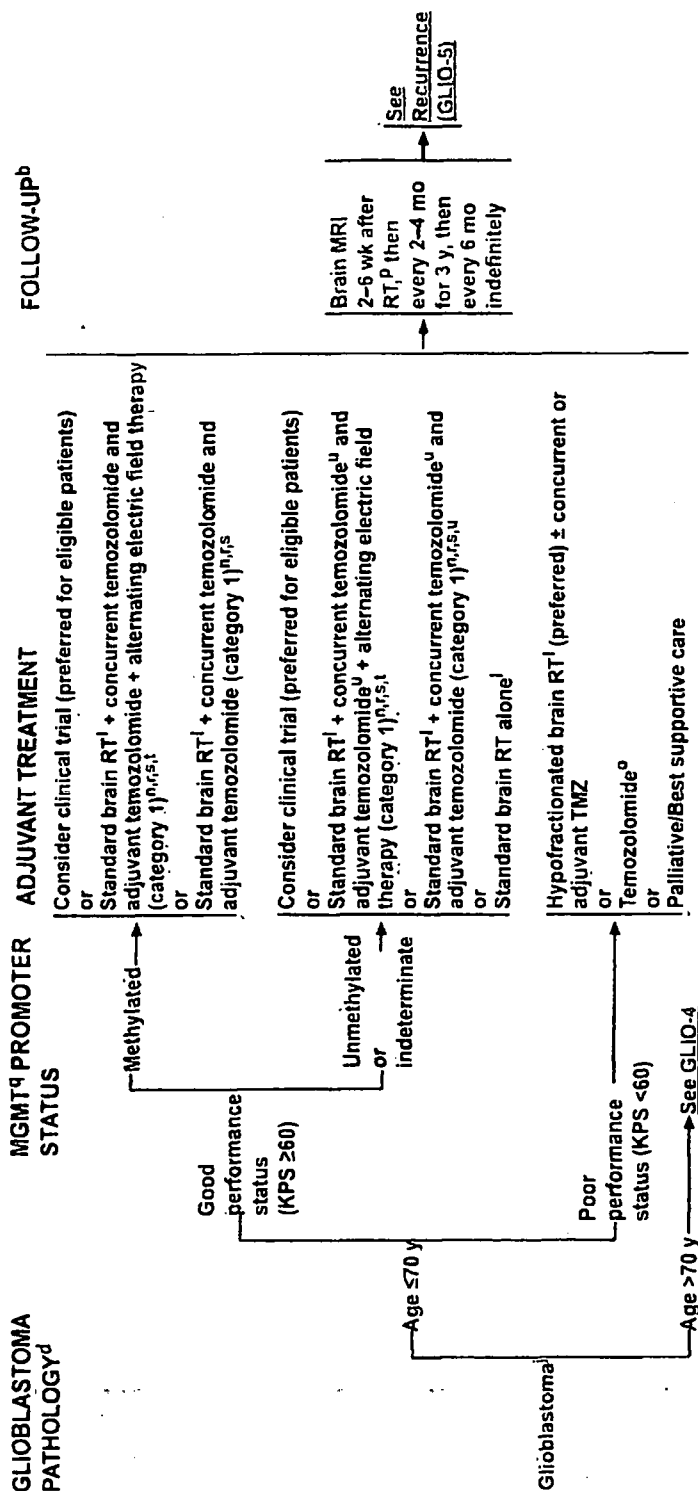 GLIOBLASTOMA
PATHOLOGYᵈ
MGMTᑫ PROMOTER
STATUS
ADJUVANT TREATMENT
FOLLOW-UPᵇ
Glioblastomaʲ
Age ≤70 y
Good
performance
status
(KPS ≥60)
Methylated
Consider clinical trial (preferred for eligible patients)
or
Standard brain RTˡ + concurrent temozolomide and
adjuvant temozolomide + alternating electric field therapy
(category 1)ⁿ,ʳ,ˢ,ᵗ
or
Standard brain RTˡ + concurrent temozolomide and
adjuvant temozolomide (category 1)ⁿ,ʳ,ˢ
Unmethylated
or
indeterminate
Consider clinical trial (preferred for eligible patients)
or
Standard brain RTˡ + concurrent temozolomideᵘ and
adjuvant temozolomideᵘ + alternating electric field
therapy (category 1)ⁿ,ʳ,ˢ,ᵗ
or
Standard brain RTˡ + concurrent temozolomideᵘ and
adjuvant temozolomide (category 1)ⁿ,ʳ,ˢ,ᵘ
or
Standard brain RT aloneˡ
Poor
performance
status (KPS <60)
Hypofractionated brain RTˡ (preferred) ± concurrent or
adjuvant TMZ
or
Temozolomideᵒ
or
Palliative/Best supportive care
Age >70 y
See GLIO-4
Brain MRI
2–6 wk after
RT,ᵖ then
every 2–4 mo
for 3 y, then
every 6 mo
indefinitely
See
Recurrence
(GLIO-5)